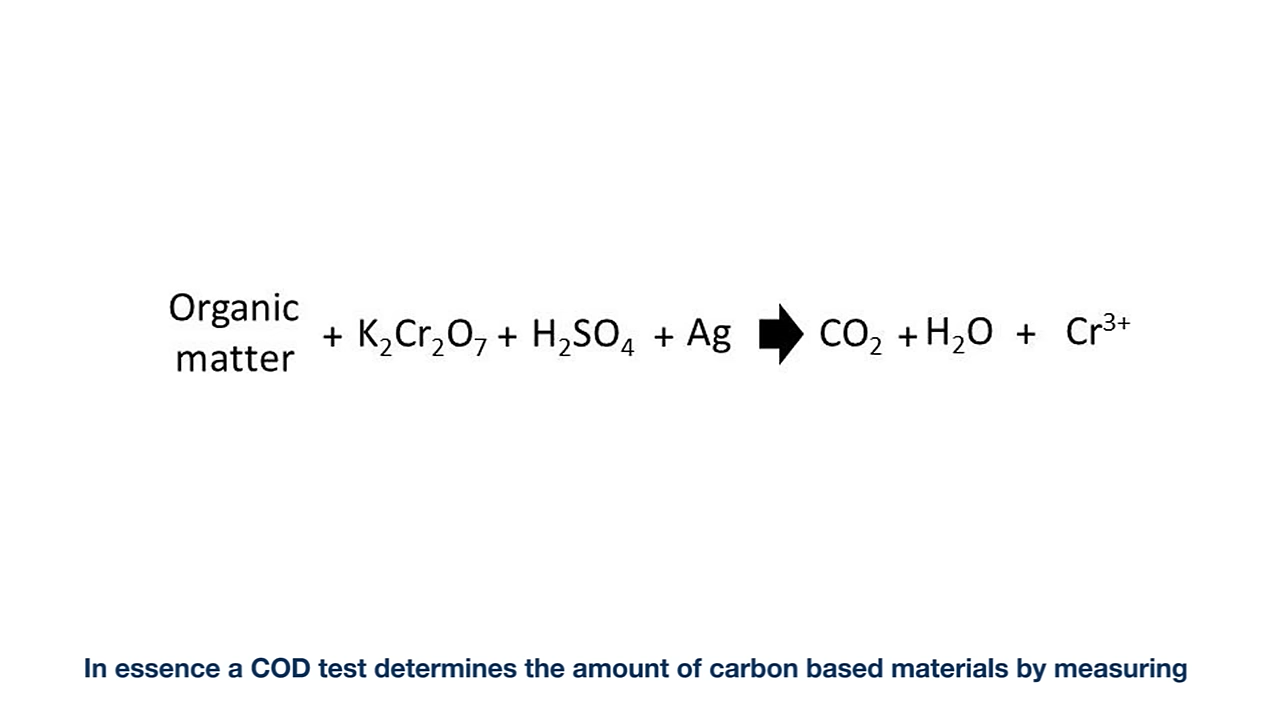 Organic
matter + K₂Cr₂O₇ + H₂SO₄ + Ag ➡ CO₂ + H₂O + Cr³⁺
In essence a COD test determines the amount of carbon based materials by measuring